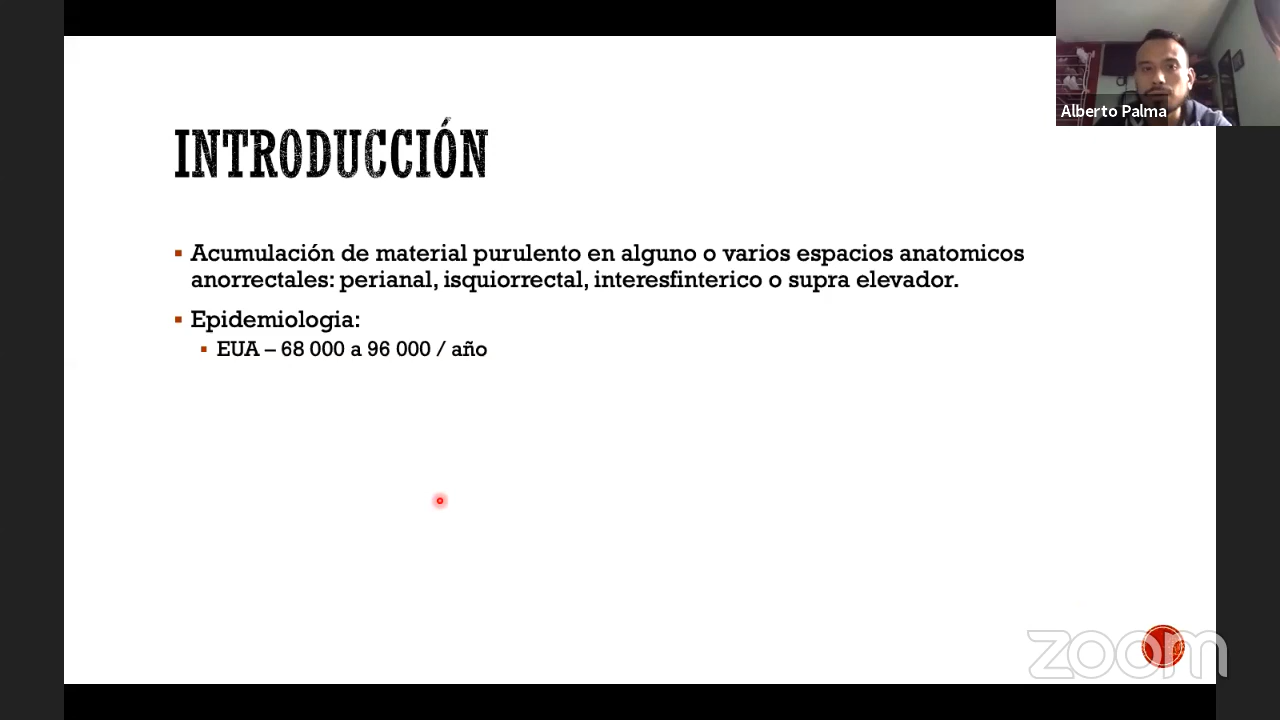 Alberto Palma
INTRODUCCIÓN
Acumulación de material purulento en alguno o varios espacios anatomicos
anorrectales: perianal, isquiorrectal, interesfinterico o supra elevador.
Epidemiologia:
EUA – 68 000 a 96 000 / año
zoom